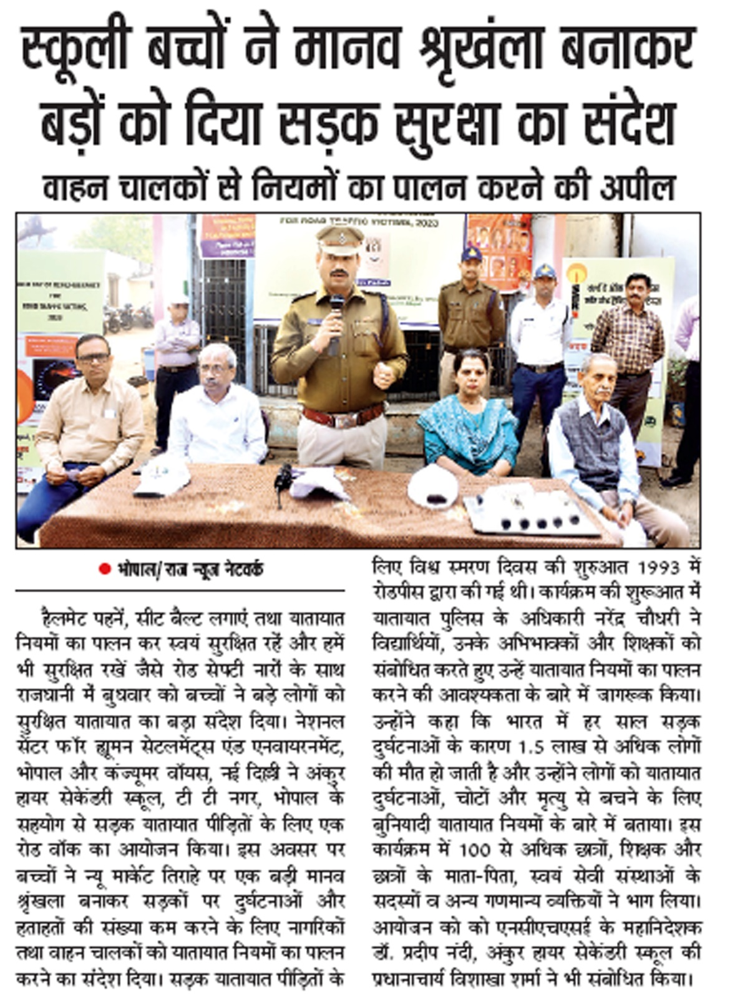 स्कूली बच्चों ने मानव श्रृखंला बनाकर
बड़ों को दिया सड़क सुरक्षा का संदेश
वाहन चालकों से नियमों का पालन करने की अपील
FOR ROAD TRAFFIC VICTIMS, 2023
FOR
ROAD TRAFFIC VICTIMS,
2023
भोपाल/राज न्यूज नेटवर्क
हैलमेट पहनें, सीट बैल्ट लगाएं तथा यातायात
नियमों का पालन कर स्वयं सुरक्षित रहें और हमें
भी सुरक्षित रखें जैसे रोड सेफ्टी नारों के साथ
राजधानी में बुधवार को बच्चों ने बड़े लोगों को
सुरक्षित यातायात का बड़ा संदेश दिया। नेशनल
सेंटर फॉर ह्यूमन सेटलमेंट्स एंड एनवायरनमेंट,
भोपाल और कंज्यूमर वॉयस, नई दिल्ली ने अंकुर
हायर सेकेंडरी स्कूल, टी टी नगर, भोपाल के
सहयोग से सड़क यातायात पीड़ितों के लिए एक
रोड वॉक का आयोजन किया। इस अवसर पर
बच्चों ने न्यू मार्केट तिराहे पर एक बड़ी मानव
श्रृंखला बनाकर सड़कों पर दुर्घटनाओं और
हताहतों की संख्या कम करने के लिए नागरिकों
तथा वाहन चालकों को यातायात नियमों का पालन
करने का संदेश दिया। सड़क यातायात पीड़ितों के
लिए विश्व स्मरण दिवस की शुरुआत 1993 में
रोडपीस द्वारा की गई थी। कार्यक्रम की शुरूआत में
यातायात पुलिस के अधिकारी नरेंद्र चौधरी ने
विद्यार्थियों, उनके अभिभावकों और शिक्षकों को
संबोधित करते हुए उन्हें यातायात नियमों का पालन
करने की आवश्यकता के बारे में जागरूक किया।
उन्होंने कहा कि भारत में हर साल सड़क
दुर्घटनाओं के कारण 1.5 लाख से अधिक लोगों
की मौत हो जाती है और उन्होंने लोगों को यातायात
दुर्घटनाओं, चोटों और मृत्यु से बचने के लिए
बुनियादी यातायात नियमों के बारे में बताया। इस
कार्यक्रम में 100 से अधिक छात्रों, शिक्षक और
छात्रों के माता-पिता, स्वयं सेवी संस्थाओं के
सदस्यों व अन्य गणमान्य व्यक्तियों ने भाग लिया।
आयोजन को को एनसीएचएसई के महानिदेशक
डॉ. प्रदीप नंदी, अंकुर हायर सेकेंडरी स्कूल की
प्रधानाचार्य विशाखा शर्मा ने भी संबोधित किया।